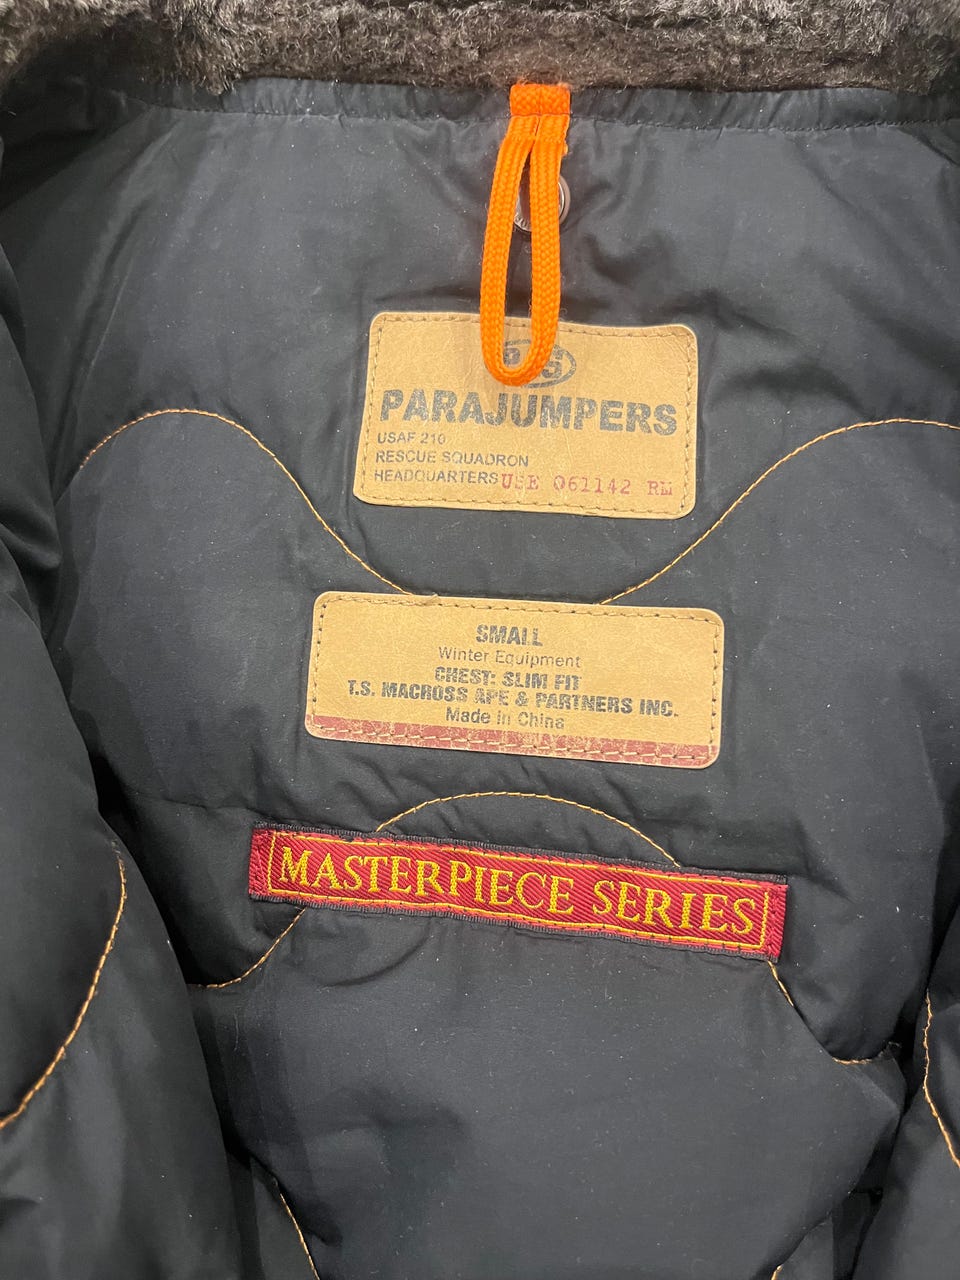 PARAJUMPERS
USAF 210
RESCUE SQUADRON
HEADQUARTERS USE 061142 RM
SMALL
Winter Equipment
CHEST: SLIM FIT
T.S. MACROSS APE & PARTNERS INC.
Made in China
MASTERPIECE SERIES